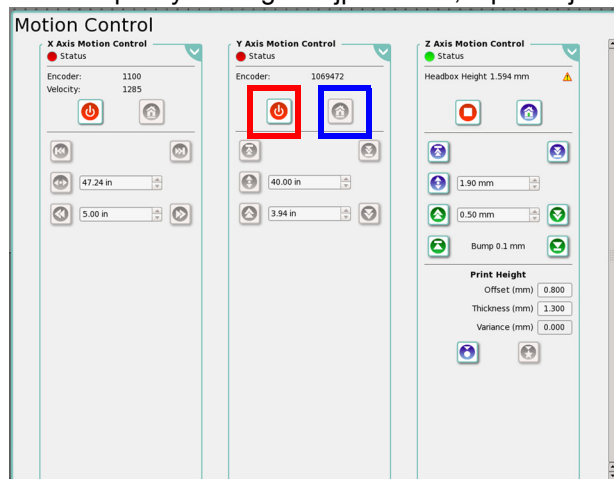 Motion Control
X Axis Motion Control
Status
Encoder: 1100
Velocity: 1285
47.24 in
5.00 in
Y Axis Motion Control
Status
Encoder: 1069472
40.00 in
3.94 in
Z Axis Motion Control
Status
Headbox Height 1.594 mm
1.90 mm
0.50 mm
Bump 0.1 mm
Print Height
Offset (mm) 0.800
Thickness (mm) 1.300
Variance (mm) 0.000